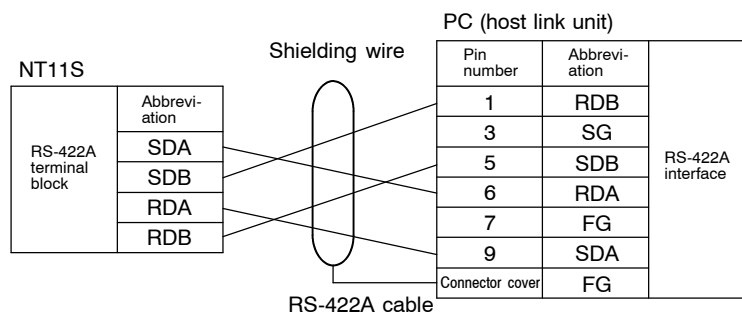 PC (host link unit)
Shielding wire
NT11S
Pin
number
Abbrevi-
ation
Abbrevi-
ation
1 RDB
3 SG
5 SDB
6 RDA
7 FG
9 SDA
Connector cover FG
RS-422A
interface
RS-422A
terminal
block
SDA
SDB
RDA
RDB
RS-422A cable